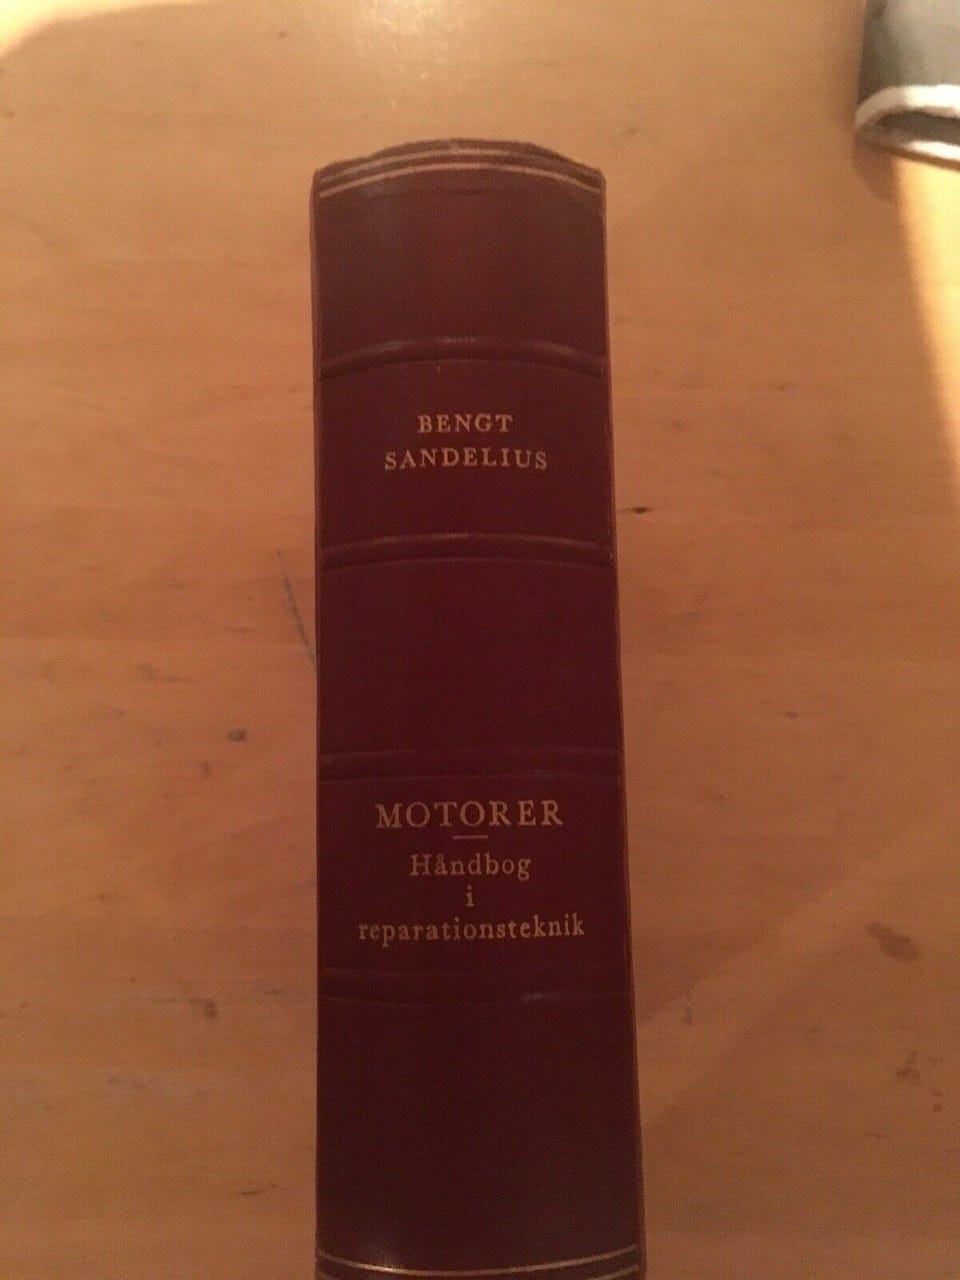 BENGT
SANDELIUS
MOTORER
Håndbog
i
reparationsteknik